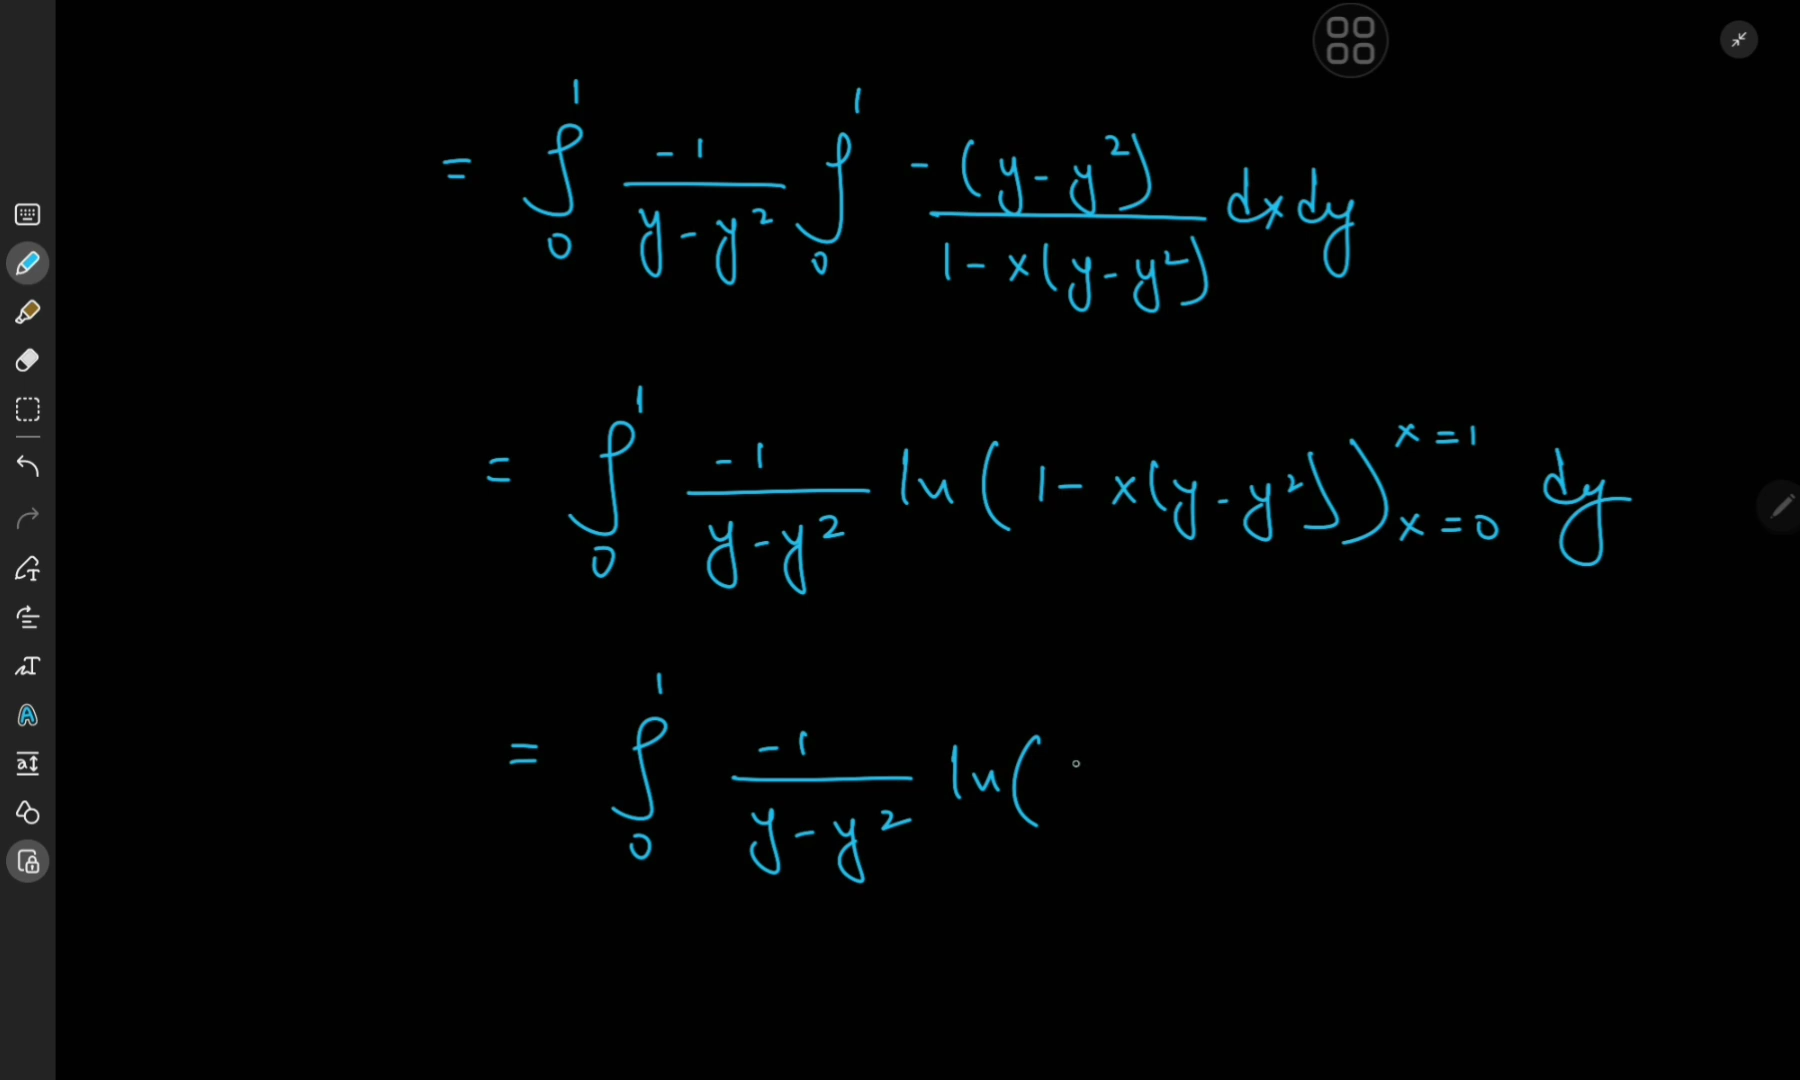 = ∫₀¹ -1/(y-y²) ∫₀¹ -(y-y²)/(1-x(y-y²)) dx dy
= ∫₀¹ -1/(y-y²) ln(1-x(y-y²)) |_{x=0}^{x=1} dy
= ∫₀¹ -1/(y-y²) ln(